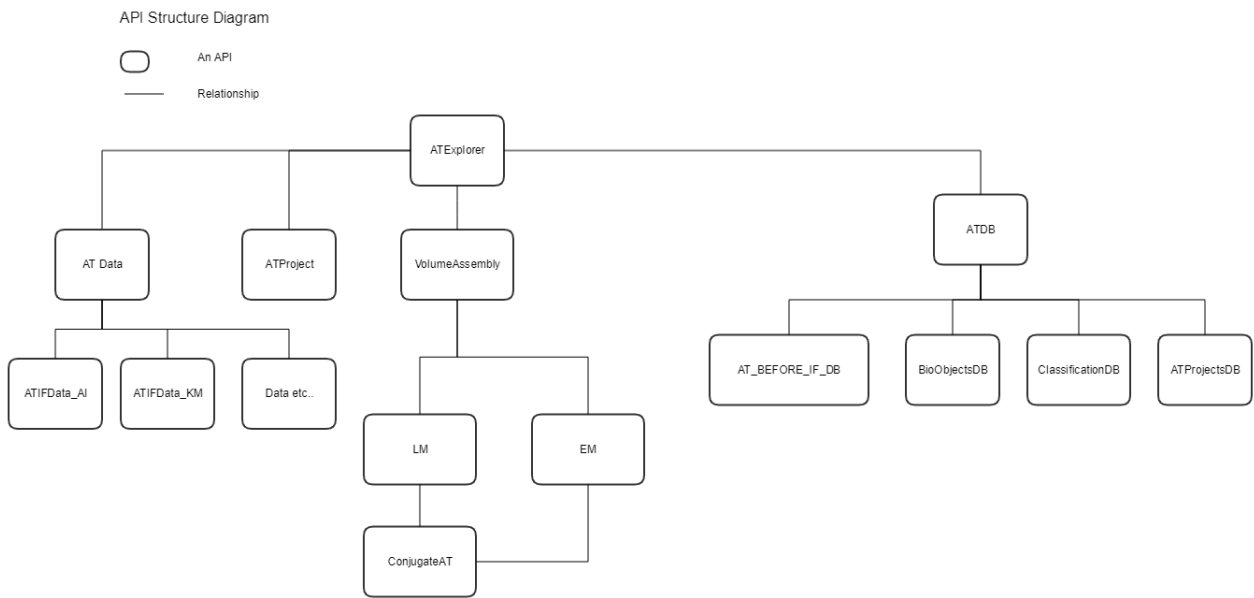 API Structure Diagram
An API
Relationship
ATExplorer
ATDB
AT Data
ATProject
VolumeAssembly
AT_BEFORE_IF_DB
BioObjectsDB
ClassificationDB
ATProjectsDB
ATIFData_AI
ATIFData_KM
Data etc..
LM
EM
ConjugateAT